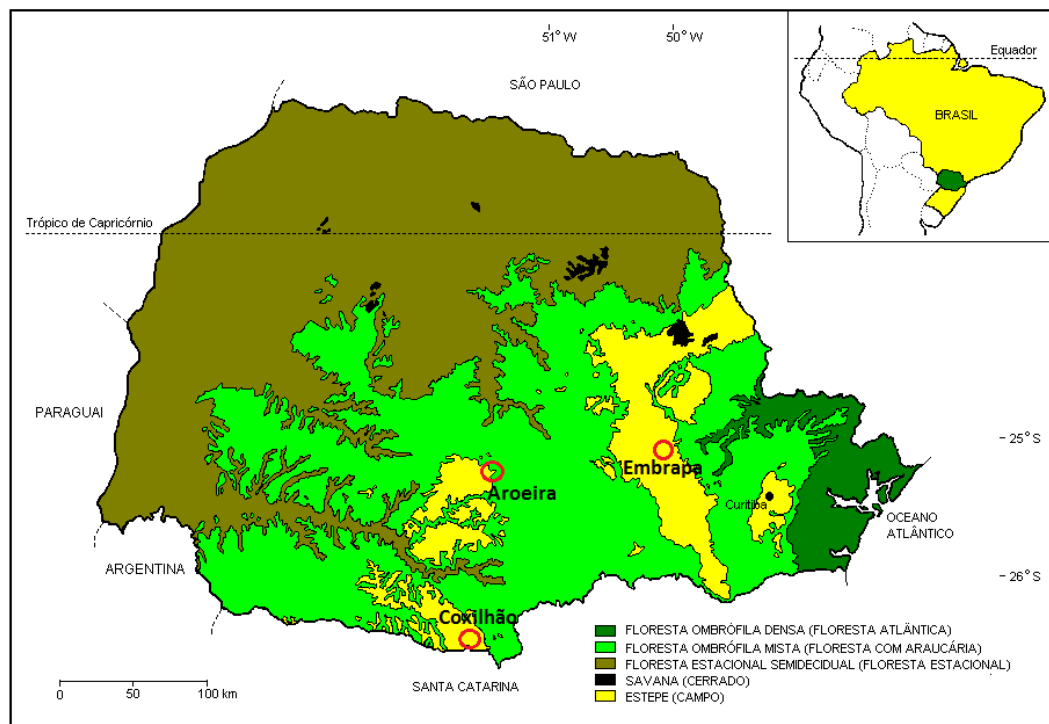 51° W
50° W
SÃO PAULO
Equador
BRASIL
Trópico de Capricórnio
PARAGUAI
25° S
Embrapa
Aroeira
Curitiba
OCEANO
ATLÂNTICO
ARGENTINA
26° S
Coxilhão
FLORESTA OMBRÓFILA DENSA (FLORESTA ATLÂNTICA)
FLORESTA OMBRÓFILA MISTA (FLORESTA COM ARAUCÁRIA)
FLORESTA ESTACIONAL SEMIDECIDUAL (FLORESTA ESTACIONAL)
SAVANA (CERRADO)
ESTEPE (CAMPO)
SANTA CATARINA
0 50 100 km